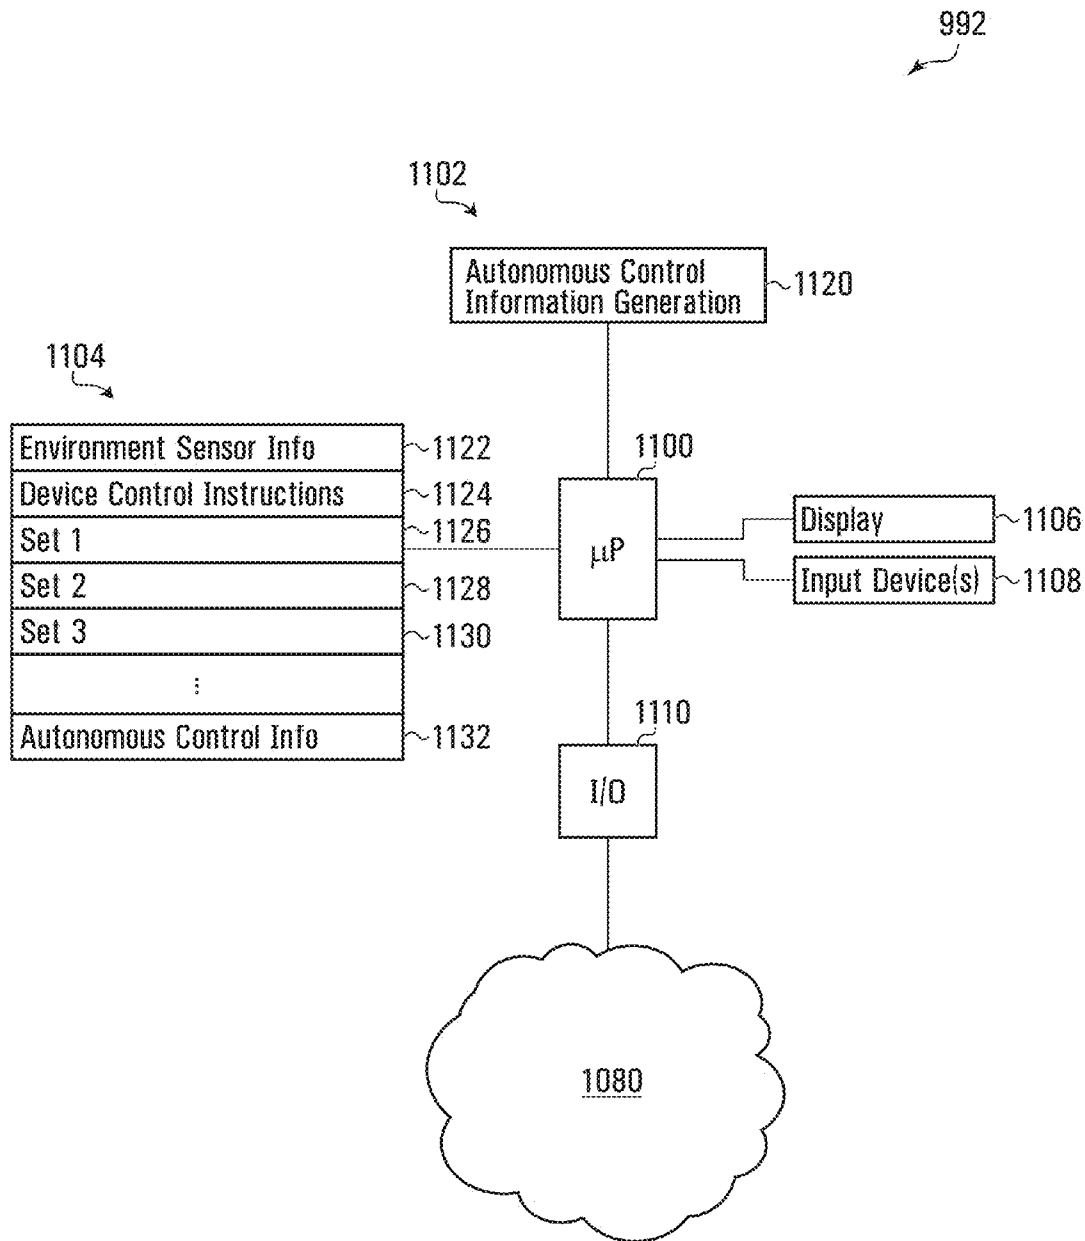 992
1102
Autonomous Control
Information Generation
1120
1104
Environment Sensor Info
1122
1100
Device Control Instructions
1124
Set 1
1126
µP
Display
1106
Set 2
1128
Input Device(s)
1108
Set 3
1130
⋮
1110
Autonomous Control Info
1132
I/O
1080